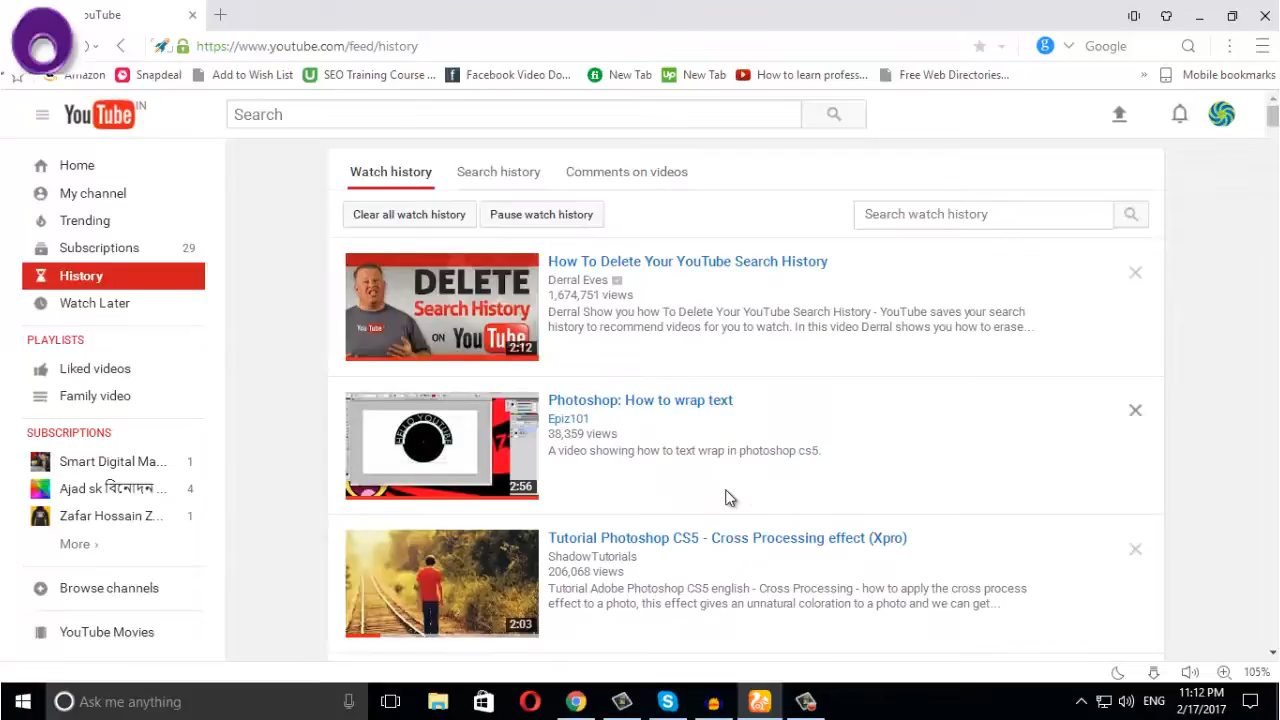 ouTube
https://www.youtube.com/feed/history
Google
Amazon
Snapdeal
Add to Wish List
SEO Training Course ...
Facebook Video Do...
New Tab
New Tab
How to learn profess...
Free Web Directories...
»
Mobile bookmarks
YouTube IN
Search
Home
My channel
Trending
Subscriptions 29
History
Watch Later
PLAYLISTS
Liked videos
Family video
SUBSCRIPTIONS
Smart Digital Ma... 1
Ajad sk বিনোদন ... 4
Zafar Hossain Z... 1
More ›
Browse channels
YouTube Movies
Watch history
Search history
Comments on videos
Clear all watch history
Pause watch history
Search watch history
DELETE
Search History
ON YouTube
YouTube
2:12
How To Delete Your YouTube Search History
Derral Eves
1,674,751 views
Derral Show you how To Delete Your YouTube Search History - YouTube saves your search
history to recommend videos for you to watch. In this video Derral shows you how to erase...
HELLO YOUTUBE
2:56
Photoshop: How to wrap text
Epiz101
38,359 views
A video showing how to text wrap in photoshop cs5.
2:03
Tutorial Photoshop CS5 - Cross Processing effect (Xpro)
ShadowTutorials
206,068 views
Tutorial Adobe Photoshop CS5 english - Cross Processing - how to apply the cross process
effect to a photo, this effect gives an unnatural coloration to a photo and we can get...
105%
Ask me anything
ENG
11:12 PM
2/17/2017